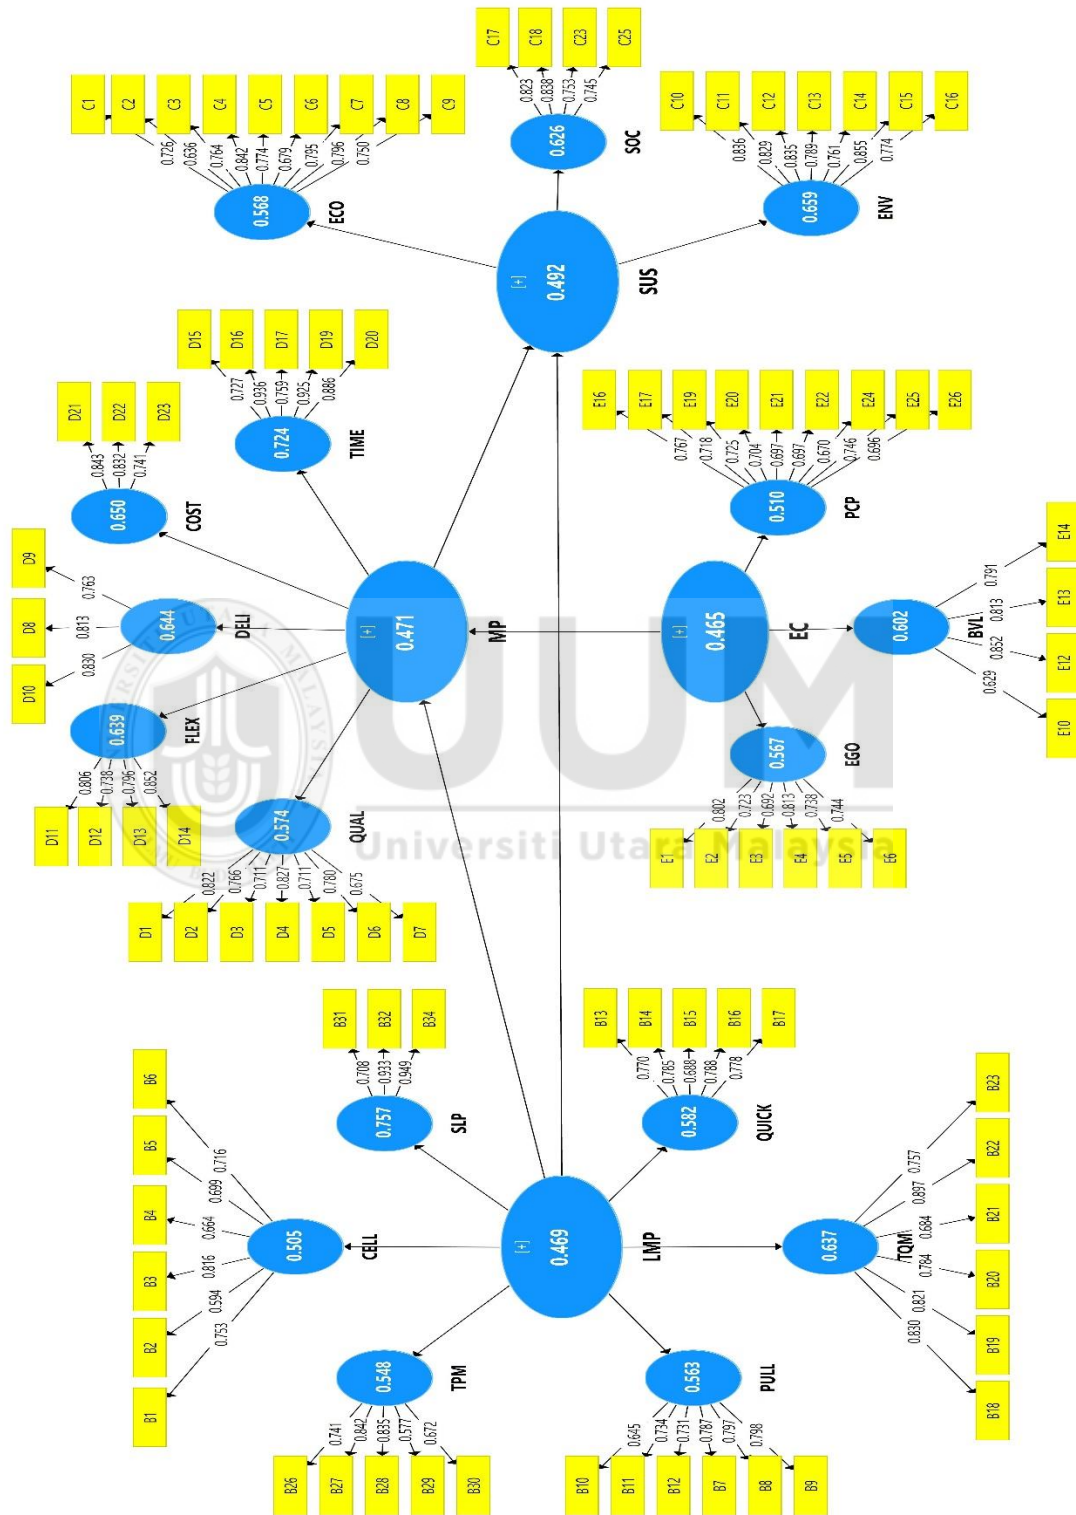 B1
B2
B3
B4
B5
B6
0.753
0.594
0.816
0.664
0.699
0.716
0.505
CELL
B26
B27
B28
B29
B30
0.741
0.842
0.835
0.577
0.672
0.548
TPM
B31
B32
B34
0.708
0.933
0.949
0.757
SLP
[+]
0.469
LMP
B10
B11
B12
B7
B8
B9
0.645
0.734
0.731
0.787
0.797
0.798
0.563
PULL
B13
B14
B15
B16
B17
0.770
0.785
0.688
0.788
0.778
0.582
QUICK
0.637
TQM
0.830
0.821
0.784
0.684
0.897
0.757
B18
B19
B20
B21
B22
B23
D1
D2
D3
D4
D5
D6
D7
0.822
0.766
0.711
0.827
0.711
0.780
0.675
0.574
QUAL
D11
D12
D13
D14
0.806
0.738
0.796
0.852
0.639
FLEX
D10
D8
D9
0.830
0.813
0.763
0.644
DELI
D21
D22
D23
0.843
0.832
0.741
0.650
COST
D15
D16
D17
D19
D20
0.727
0.936
0.759
0.925
0.886
0.724
TIME
[+]
0.471
MP
[+]
0.465
EC
E1
E2
E3
E4
E5
E6
0.802
0.723
0.692
0.813
0.738
0.744
0.567
EGO
0.602
BVL
0.629
0.852
0.813
0.791
E10
E12
E13
E14
E16
E17
E19
E20
E21
E22
E24
E25
E26
0.767
0.718
0.725
0.704
0.697
0.697
0.670
0.746
0.696
0.510
PCP
C1
C2
C3
C4
C5
C6
C7
C8
C9
0.726
0.636
0.764
0.842
0.774
0.679
0.795
0.796
0.750
0.568
ECO
[+]
0.492
SUS
C17
C18
C23
C25
0.823
0.838
0.753
0.745
0.626
SOC
C10
C11
C12
C13
C14
C15
C16
0.836
0.829
0.835
0.789
0.761
0.855
0.774
0.659
ENV
UUM
Universiti Utara Malaysia